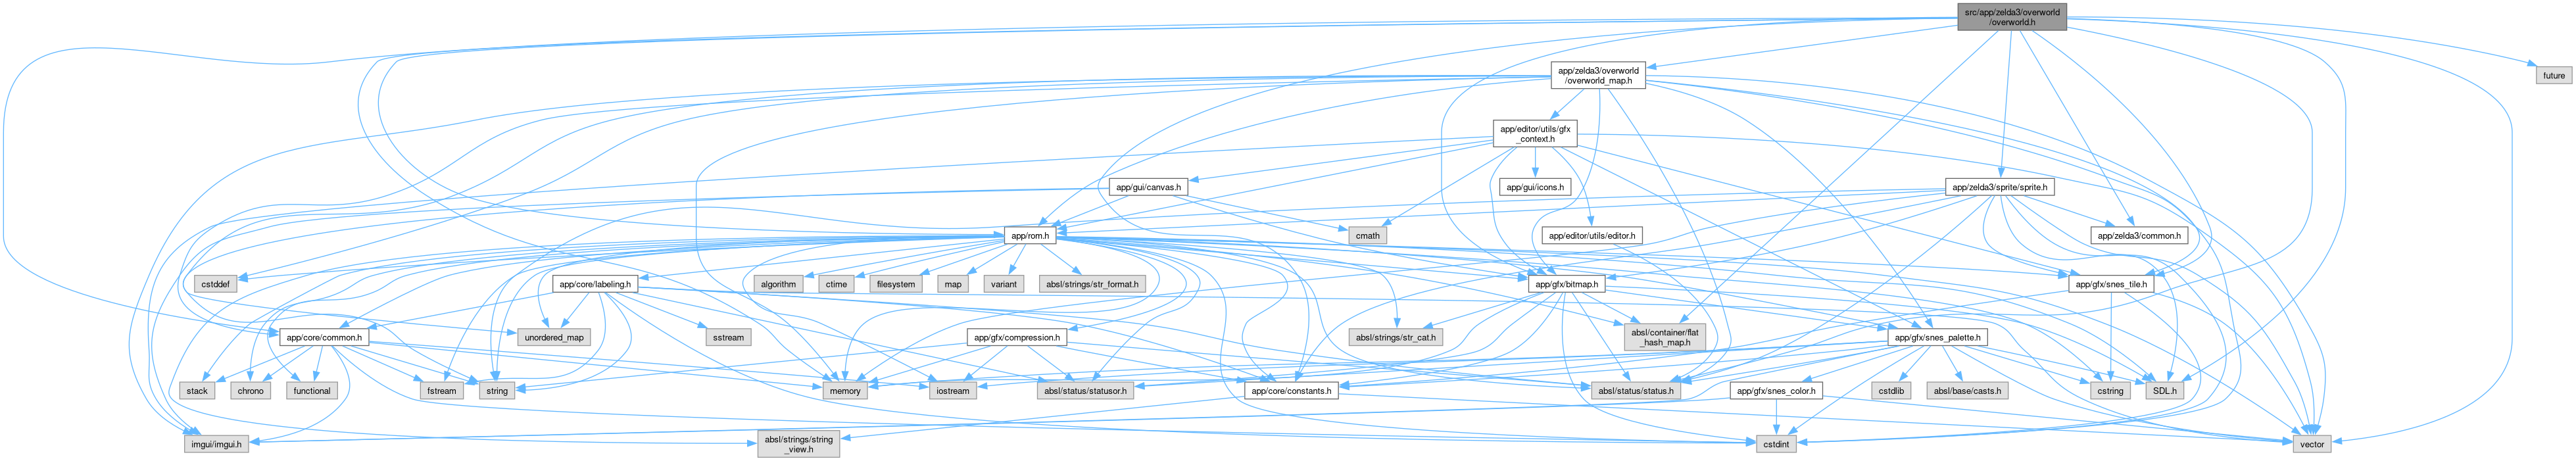 src/app/zelda3/overworld
/overworld.h
app/zelda3/overworld
/overworld_map.h
future
app/editor/utils/gfx
_context.h
app/gui/canvas.h
app/gui/icons.h
app/zelda3/sprite/sprite.h
app/rom.h
cmath
app/editor/utils/editor.h
app/zelda3/common.h
cstddef
app/core/labeling.h
algorithm
ctime
filesystem
map
variant
absl/strings/str_format.h
app/gfx/bitmap.h
app/gfx/snes_tile.h
app/core/common.h
unordered_map
sstream
app/gfx/compression.h
absl/strings/str_cat.h
absl/container/flat
_hash_map.h
app/gfx/snes_palette.h
stack
chrono
functional
fstream
string
memory
iostream
absl/status/statusor.h
app/core/constants.h
absl/status/status.h
app/gfx/snes_color.h
cstdlib
absl/base/casts.h
cstring
SDL.h
imgui/imgui.h
absl/strings/string
_view.h
cstdint
vector